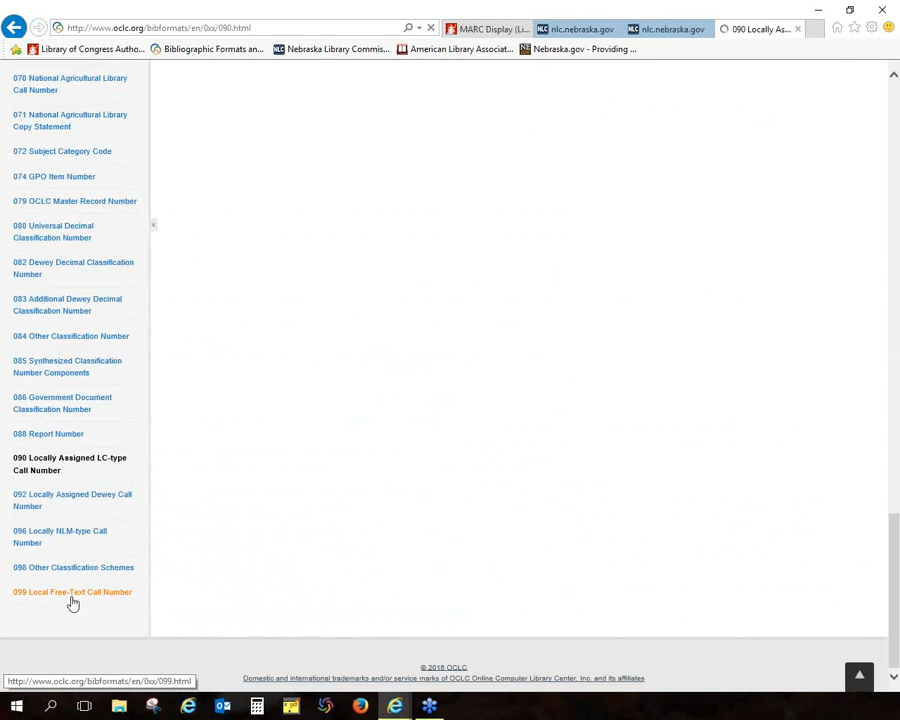 http://www.oclc.org/bibformats/en/0xx/090.html
MARC Display (Li...
nlc.nebraska.gov
nlc.nebraska.gov
090 Locally As...
Library of Congress Autho...
Bibliographic Formats an...
Nebraska Library Commis...
American Library Associat...
Nebraska.gov - Providing ...
070 National Agricultural Library
Call Number
071 National Agricultural Library
Copy Statement
072 Subject Category Code
074 GPO Item Number
079 OCLC Master Record Number
080 Universal Decimal
Classification Number
082 Dewey Decimal Classification
Number
083 Additional Dewey Decimal
Classification Number
084 Other Classification Number
085 Synthesized Classification
Number Components
086 Government Document
Classification Number
088 Report Number
090 Locally Assigned LC-type
Call Number
092 Locally Assigned Dewey Call
Number
096 Locally NLM-type Call
Number
098 Other Classification Schemes
099 Local Free-Text Call Number
© 2016 OCLC
Domestic and international trademarks and/or service marks of OCLC Online Computer Library Center, Inc. and its affiliates
http://www.oclc.org/bibformats/en/0xx/099.html